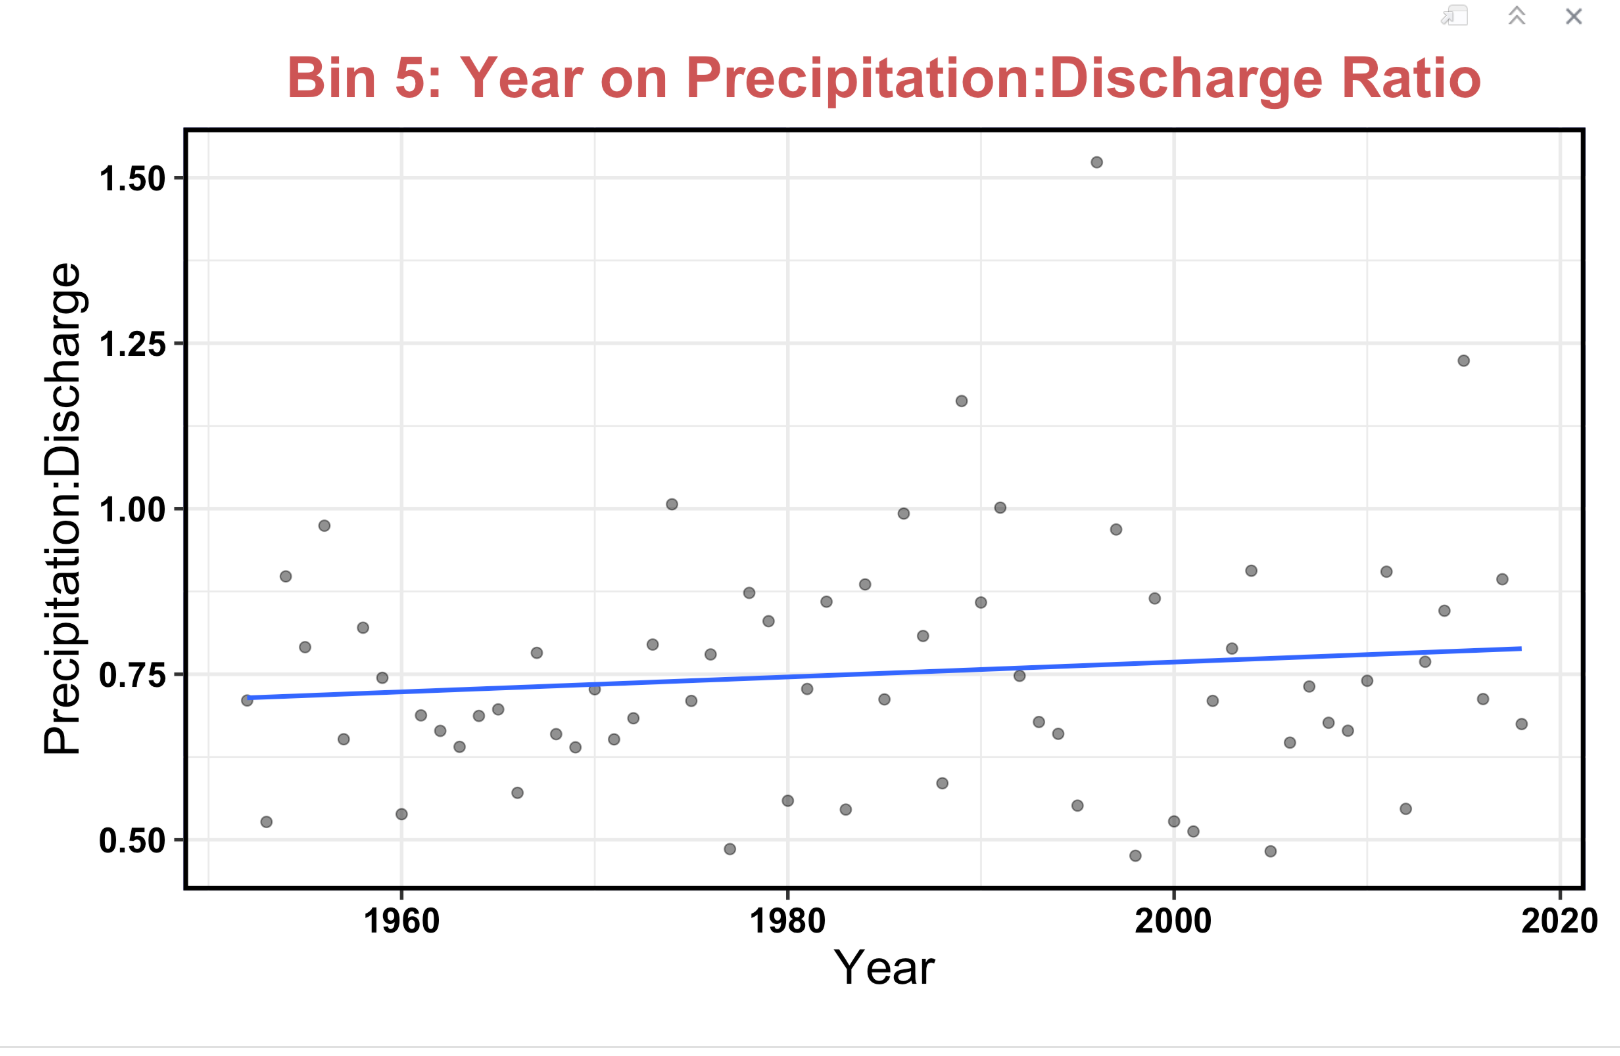 Bin 5: Year on Precipitation:Discharge Ratio
Precipitation:Discharge
1.50
1.25
1.00
0.75
0.50
1960 1980 2000 2020
Year